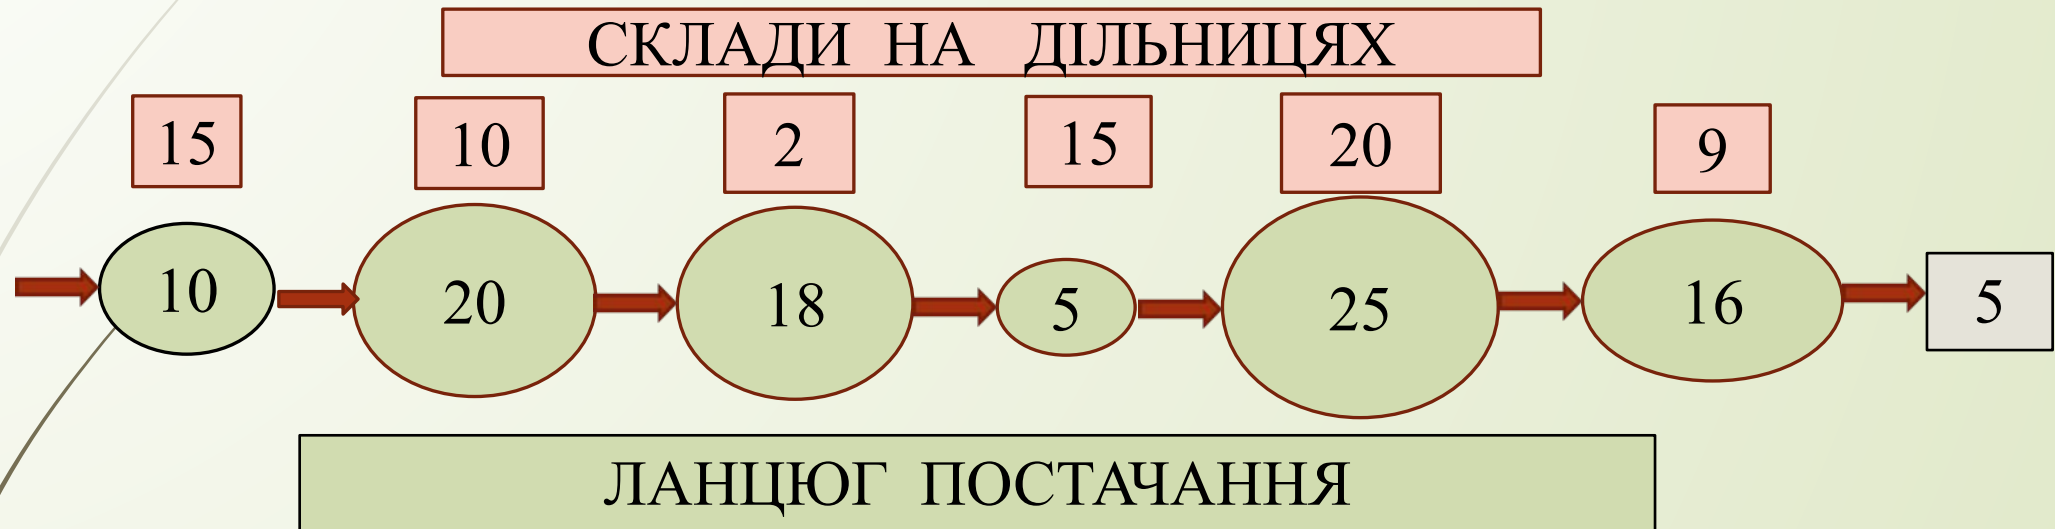 СКЛАДИ НА ДІЛЬНИЦЯХ
15 10 2 15 20 9
10 20 18 5 25 16 5
ЛАНЦЮГ ПОСТАЧАННЯ